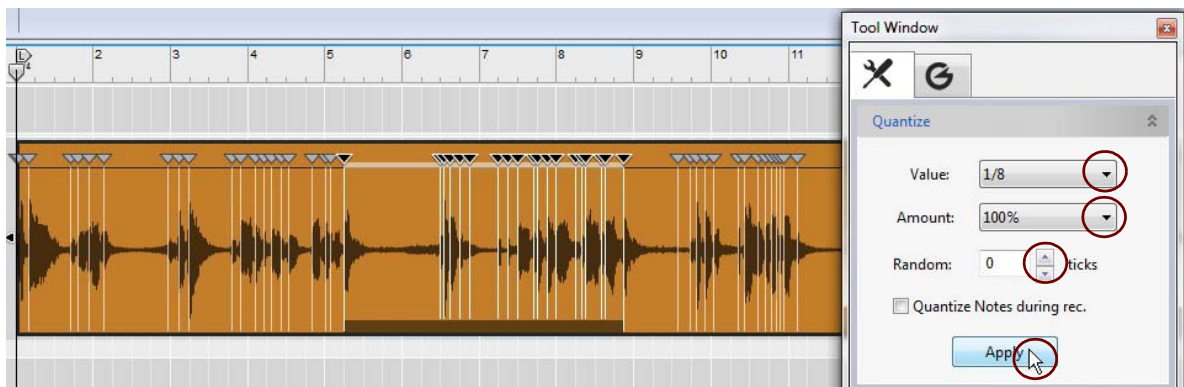 Tool Window
L 2 3 4 5 6 7 8 9 10 11
4
Quantize
Value: 1/8
Amount: 100%
Random: 0 ticks
Quantize Notes during rec.
Apply